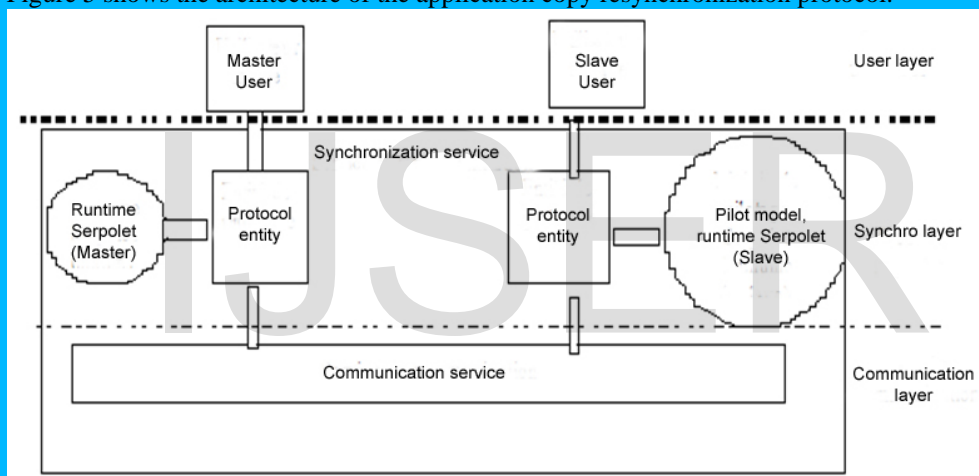 Figure 3 shows the architecture of the application copy resynchronization protocol.
Master
User
Slave
User
User layer
Synchronization service
Runtime
Serpolet
(Master)
Protocol
entity
Protocol
entity
Pilot model,
runtime Serpolet
(Slave)
Synchro layer
IJSER
Communication service
Communication
layer